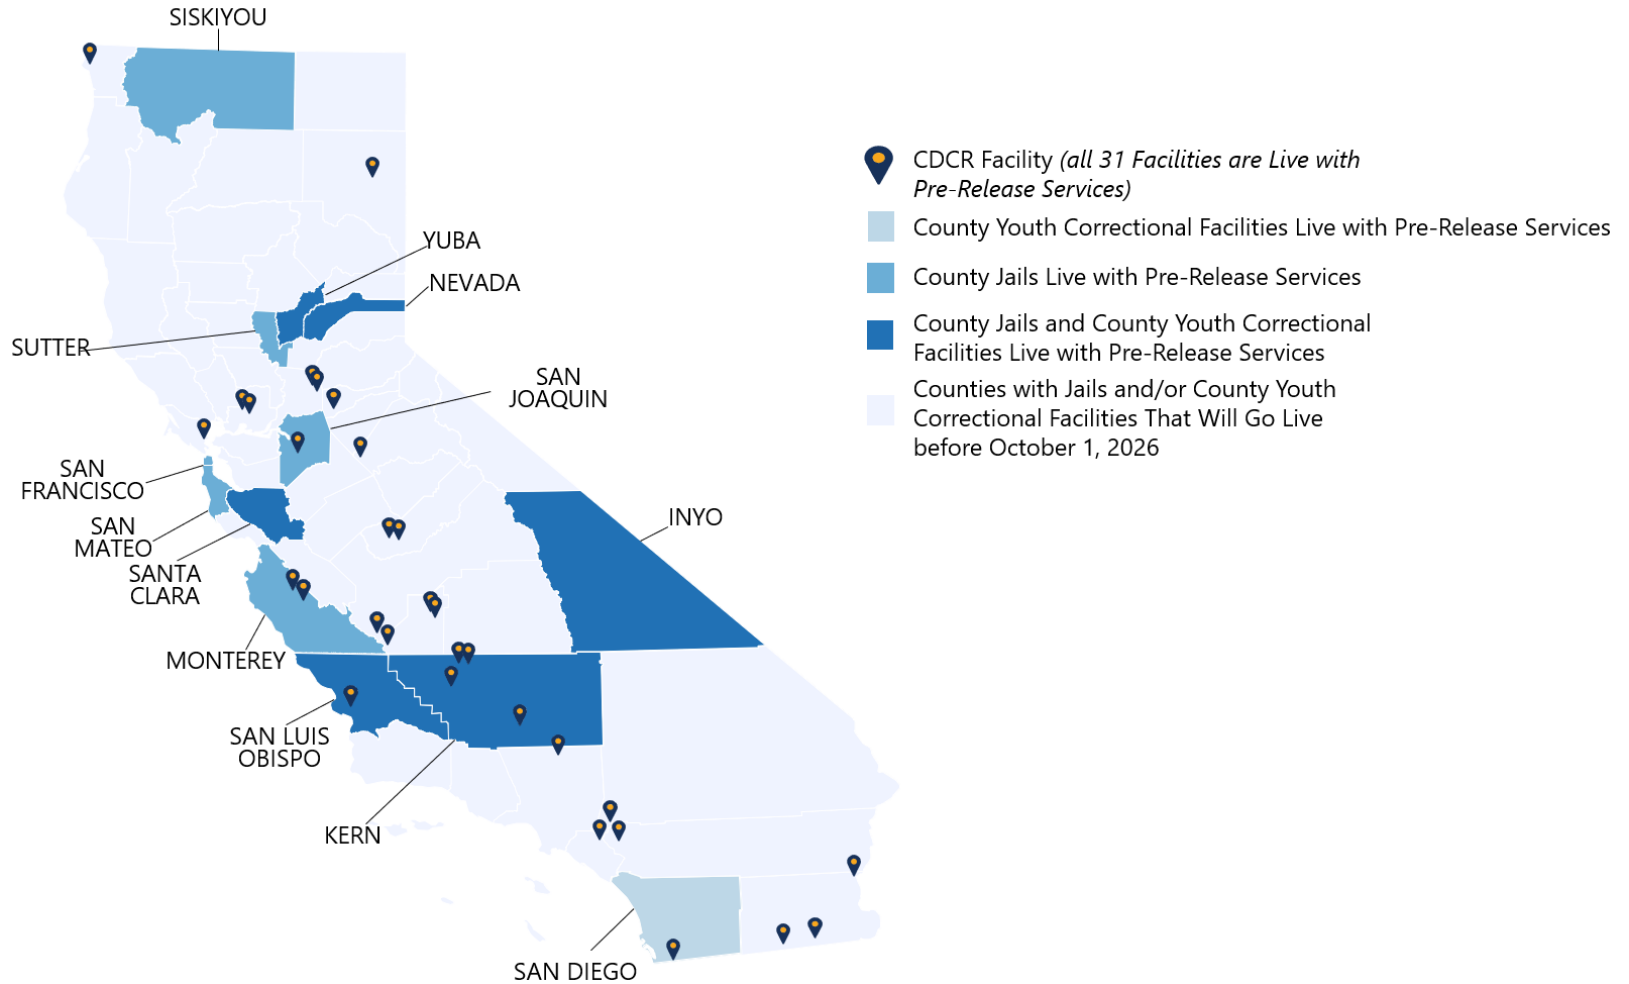 SISKIYOU
YUBA
NEVADA
SUTTER
SAN
JOAQUIN
SAN
FRANCISCO
SAN
MATEO
SANTA
CLARA
INYO
MONTEREY
SAN LUIS
OBISPO
KERN
SAN DIEGO
CDCR Facility (all 31 Facilities are Live with
Pre-Release Services)
County Youth Correctional Facilities Live with Pre-Release Services
County Jails Live with Pre-Release Services
County Jails and County Youth Correctional
Facilities Live with Pre-Release Services
Counties with Jails and/or County Youth
Correctional Facilities That Will Go Live
before October 1, 2026